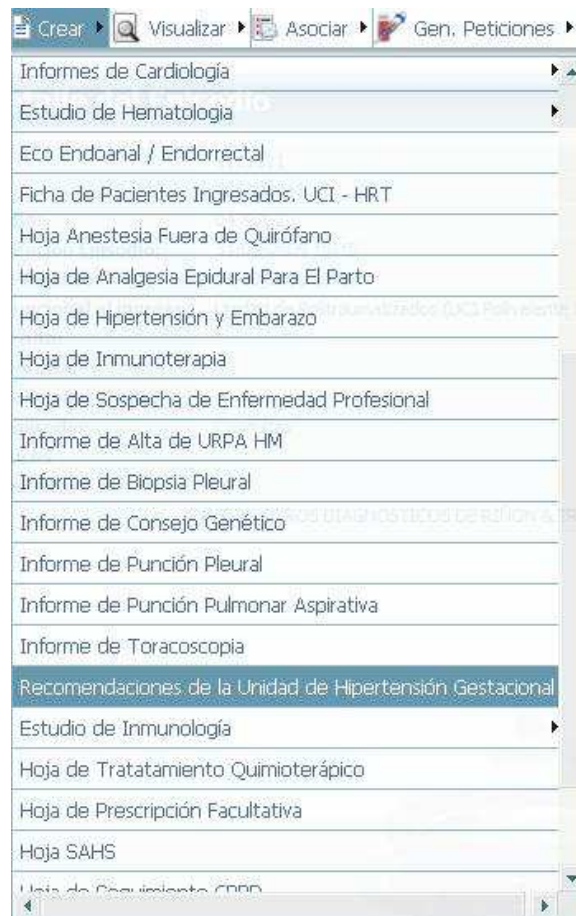 Crear Visualizar Asociar Gen. Peticiones
Informes de Cardiología
Estudio de Hematologia
Eco Endoanal / Endorrectal
Ficha de Pacientes Ingresados. UCI - HRT
Hoja Anestesia Fuera de Quirófano
Hoja de Analgesia Epidural Para El Parto
Hoja de Hipertensión y Embarazo
Hoja de Inmunoterapia
Hoja de Sospecha de Enfermedad Profesional
Informe de Alta de URPA HM
Informe de Biopsia Pleural
Informe de Consejo Genético
Informe de Punción Pleural
Informe de Punción Pulmonar Aspirativa
Informe de Toracoscopia
Recomendaciones de la Unidad de Hipertensión Gestacional
Estudio de Inmunología
Hoja de Tratatamiento Quimioterápico
Hoja de Prescripción Facultativa
Hoja SAHS
Hoja de Seguimiento